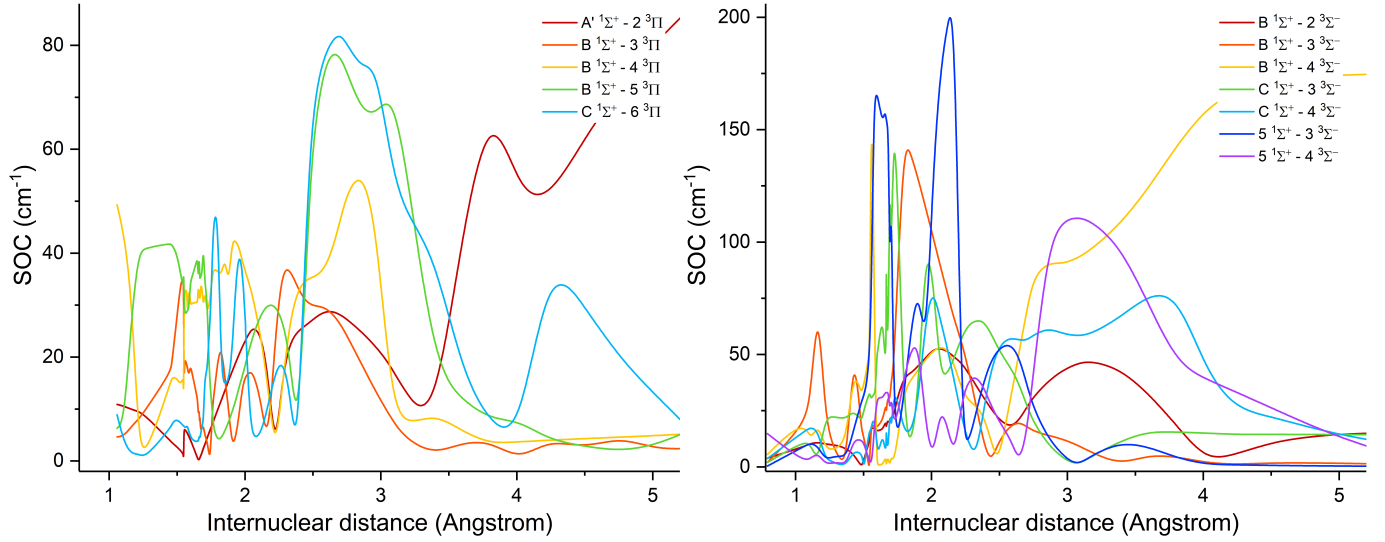 80
60
40
20
0
1
2
3
4
5
SOC (cm⁻¹)
Internuclear distance (Angstrom)
A' ¹Σ⁺ - 2 ³Π
B ¹Σ⁺ - 3 ³Π
B ¹Σ⁺ - 4 ³Π
B ¹Σ⁺ - 5 ³Π
C ¹Σ⁺ - 6 ³Π
200
150
100
50
0
1
2
3
4
5
SOC (cm⁻¹)
Internuclear distance (Angstrom)
B ¹Σ⁺ - 2 ³Σ⁻
B ¹Σ⁺ - 3 ³Σ⁻
B ¹Σ⁺ - 4 ³Σ⁻
C ¹Σ⁺ - 3 ³Σ⁻
C ¹Σ⁺ - 4 ³Σ⁻
5 ¹Σ⁺ - 3 ³Σ⁻
5 ¹Σ⁺ - 4 ³Σ⁻